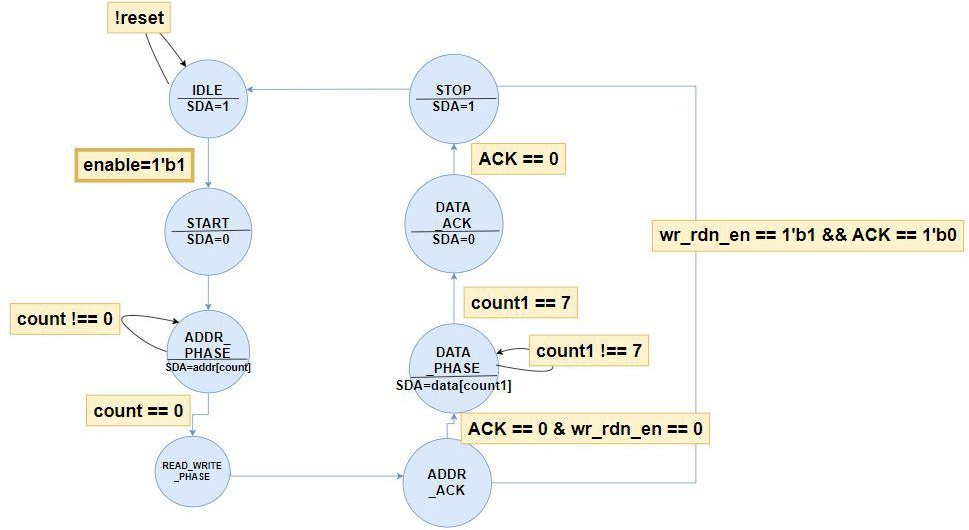 !reset
IDLE
SDA=1
enable=1'b1
START
SDA=0
count !== 0
ADDR_
PHASE
SDA=addr[count]
count == 0
READ_WRITE
_PHASE
STOP
SDA=1
ACK == 0
DATA
_ACK
SDA=0
count1 == 7
DATA
_PHASE
SDA=data[count1]
count1 !== 7
ACK == 0 & wr_rdn_en == 0
ADDR
_ACK
wr_rdn_en == 1'b1 && ACK == 1'b0